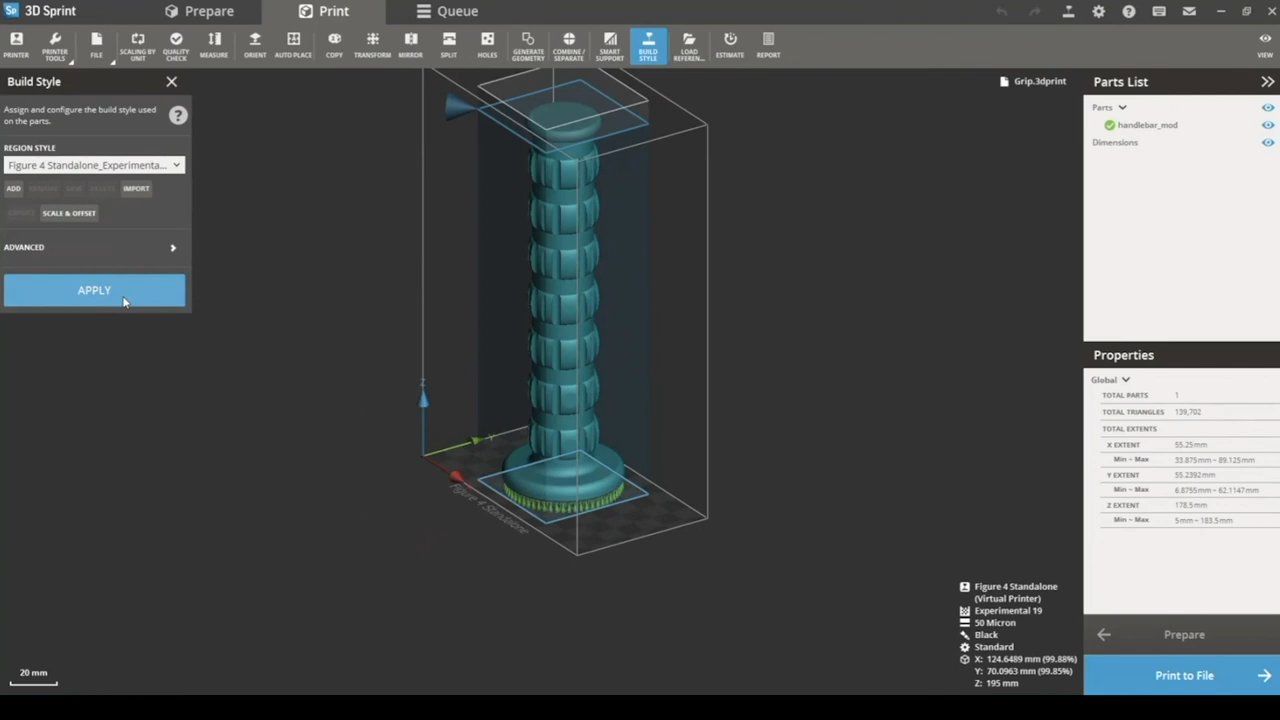 Sp 3D Sprint
Prepare
Print
Queue
PRINTER
PRINTER TOOLS
FILE
SCALING BY UNIT
QUALITY CHECK
MEASURE
ORIENT
AUTO PLACE
COPY
TRANSFORM
MIRROR
SPLIT
HOLES
GENERATE GEOMETRY
COMBINE / SEPARATE
SMART SUPPORT
BUILD STYLE
LOAD REFEREN...
ESTIMATE
REPORT
VIEW
Build Style
Assign and configure the build style used
on the parts.
REGION STYLE
Figure 4 Standalone_Experimenta...
ADD
IMPORT
SCALE & OFFSET
ADVANCED
APPLY
Grip.3dprint
Z
X
Figure 4 Standalone
20 mm
Figure 4 Standalone
(Virtual Printer)
Experimental 19
50 Micron
Black
Standard
X: 124.6489 mm (99.88%)
Y: 70.0963 mm (99.85%)
Z: 195 mm
Parts List
Parts
handlebar_mod
Dimensions
Properties
Global
TOTAL PARTS 1
TOTAL TRIANGLES 139,702
TOTAL EXTENTS
X EXTENT 55.25mm
Min ~ Max 33.875mm ~ 89.125mm
Y EXTENT 55.2392mm
Min ~ Max 6.8755mm ~ 62.1147mm
Z EXTENT 178.5mm
Min ~ Max 5mm ~ 183.5mm
Prepare
Print to File